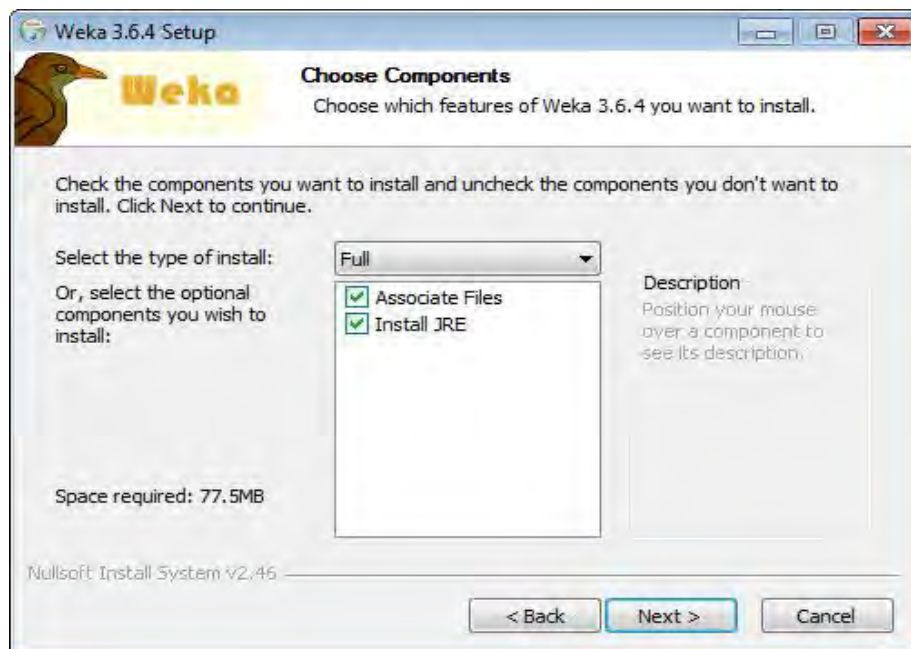 Weka 3.6.4 Setup
Weka
Choose Components
Choose which features of Weka 3.6.4 you want to install.
Check the components you want to install and uncheck the components you don't want to
install. Click Next to continue.
Select the type of install:
Full
Or, select the optional
components you wish to
install:
Associate Files
Install JRE
Description
Position your mouse
over a component to
see its description.
Space required: 77.5MB
Nullsoft Install System v2.46
< Back
Next >
Cancel